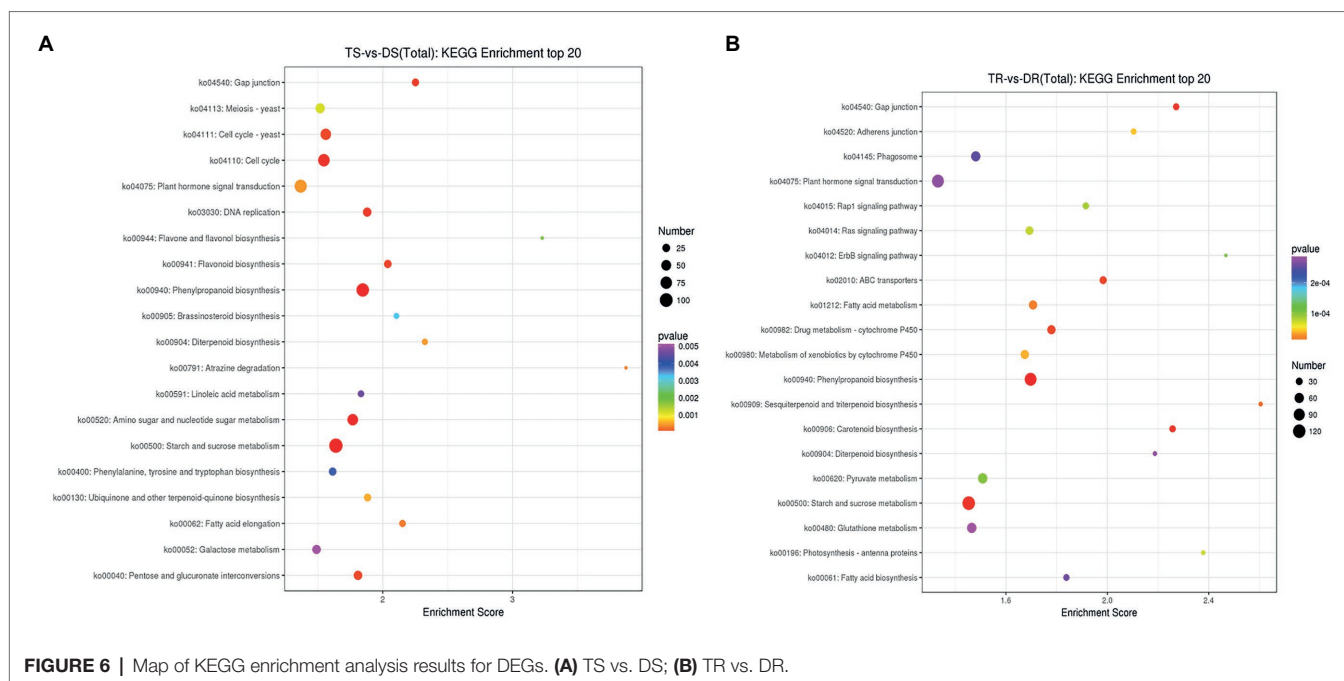 A
TS-vs-DS(Total): KEGG Enrichment top 20
ko04540: Gap junction
ko04113: Meiosis - yeast
ko04111: Cell cycle - yeast
ko04110: Cell cycle
ko04075: Plant hormone signal transduction
ko03030: DNA replication
ko00944: Flavone and flavonol biosynthesis
ko00941: Flavonoid biosynthesis
ko00940: Phenylpropanoid biosynthesis
ko00905: Brassinosteroid biosynthesis
ko00904: Diterpenoid biosynthesis
ko00791: Atrazine degradation
ko00591: Linoleic acid metabolism
ko00520: Amino sugar and nucleotide sugar metabolism
ko00500: Starch and sucrose metabolism
ko00400: Phenylalanine, tyrosine and tryptophan biosynthesis
ko00130: Ubiquinone and other terpenoid-quinone biosynthesis
ko00062: Fatty acid elongation
ko00052: Galactose metabolism
ko00040: Pentose and glucuronate interconversions
2
3
Enrichment Score
Number
25
50
75
100
pvalue
0.005
0.004
0.003
0.002
0.001
B
TR-vs-DR(Total): KEGG Enrichment top 20
ko04540: Gap junction
ko04520: Adherens junction
ko04145: Phagosome
ko04075: Plant hormone signal transduction
ko04015: Rap1 signaling pathway
ko04014: Ras signaling pathway
ko04012: ErbB signaling pathway
ko02010: ABC transporters
ko01212: Fatty acid metabolism
ko00982: Drug metabolism - cytochrome P450
ko00980: Metabolism of xenobiotics by cytochrome P450
ko00940: Phenylpropanoid biosynthesis
ko00909: Sesquiterpenoid and triterpenoid biosynthesis
ko00906: Carotenoid biosynthesis
ko00904: Diterpenoid biosynthesis
ko00620: Pyruvate metabolism
ko00500: Starch and sucrose metabolism
ko00480: Glutathione metabolism
ko00196: Photosynthesis - antenna proteins
ko00061: Fatty acid biosynthesis
1.6
2.0
2.4
Enrichment Score
pvalue
2e-04
1e-04
Number
30
60
90
120
FIGURE 6 | Map of KEGG enrichment analysis results for DEGs. (A) TS vs. DS; (B) TR vs. DR.